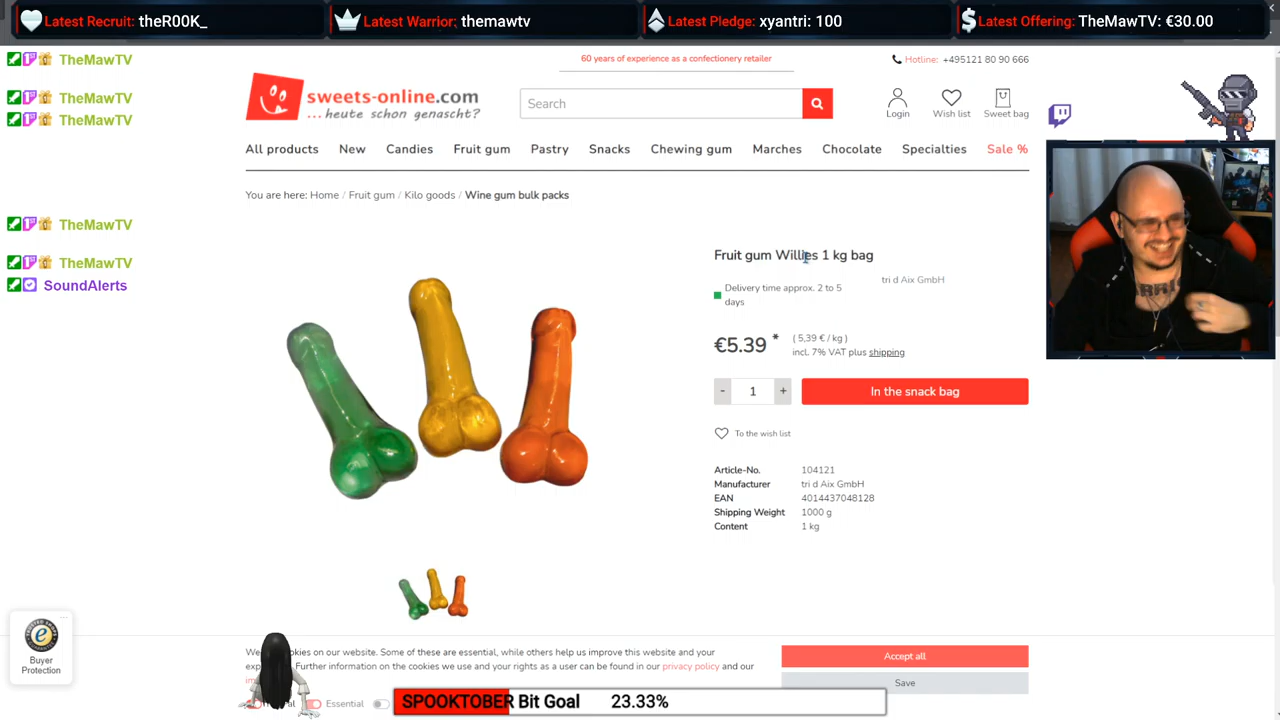 Latest Recruit: theR00K_
Latest Warrior: themawtv
Latest Pledge: xyantri: 100
Latest Offering: TheMawTV: €30.00
TheMawTV
TheMawTV
TheMawTV
TheMawTV
TheMawTV
SoundAlerts
60 years of experience as a confectionery retailer
Hotline: +495121 80 90 666
sweets-online.com
...heute schon genascht?
Search
Login
Wish list
Sweet bag
All products
New
Candies
Fruit gum
Pastry
Snacks
Chewing gum
Marches
Chocolate
Specialties
Sale %
You are here: Home / Fruit gum / Kilo goods / Wine gum bulk packs
Fruit gum Willies 1 kg bag
tri d Aix GmbH
Delivery time approx. 2 to 5
days
€5.39 *
( 5,39 € / kg )
incl. 7% VAT plus shipping
- 1 +
In the snack bag
To the wish list
Article-No. 104121
Manufacturer tri d Aix GmbH
EAN 4014437048128
Shipping Weight 1000 g
Content 1 kg
Buyer
Protection
okies on our website. Some of these are essential, while others help us improve this website and your
Further information on the cookies we use and your rights as a user can be found in our privacy policy and our
Essential
Accept all
Save
SPOOKTOBER Bit Goal 23.33%